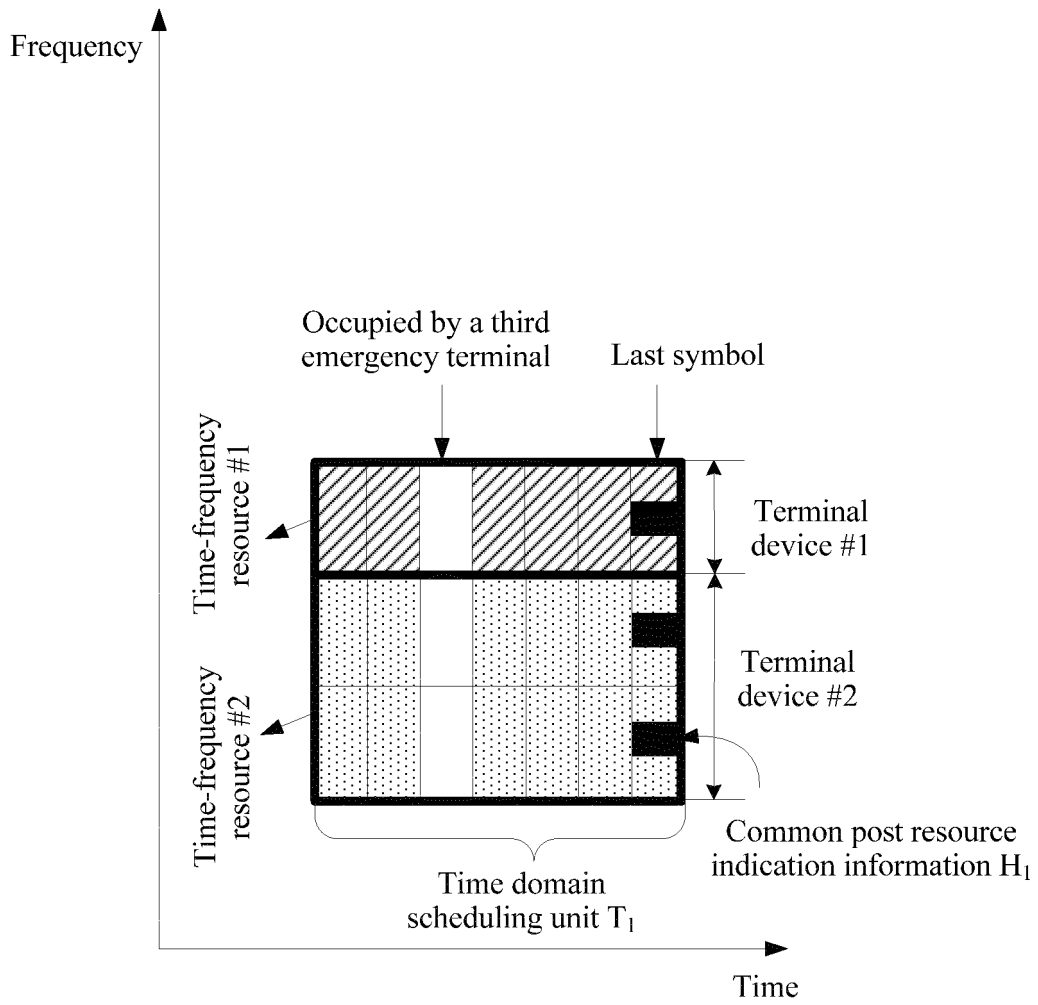 Frequency
Occupied by a third
emergency terminal
Last symbol
Time-frequency
resource #1
Terminal
device #1
Time-frequency
resource #2
Terminal
device #2
Common post resource
indication information H₁
Time domain
scheduling unit T₁
Time